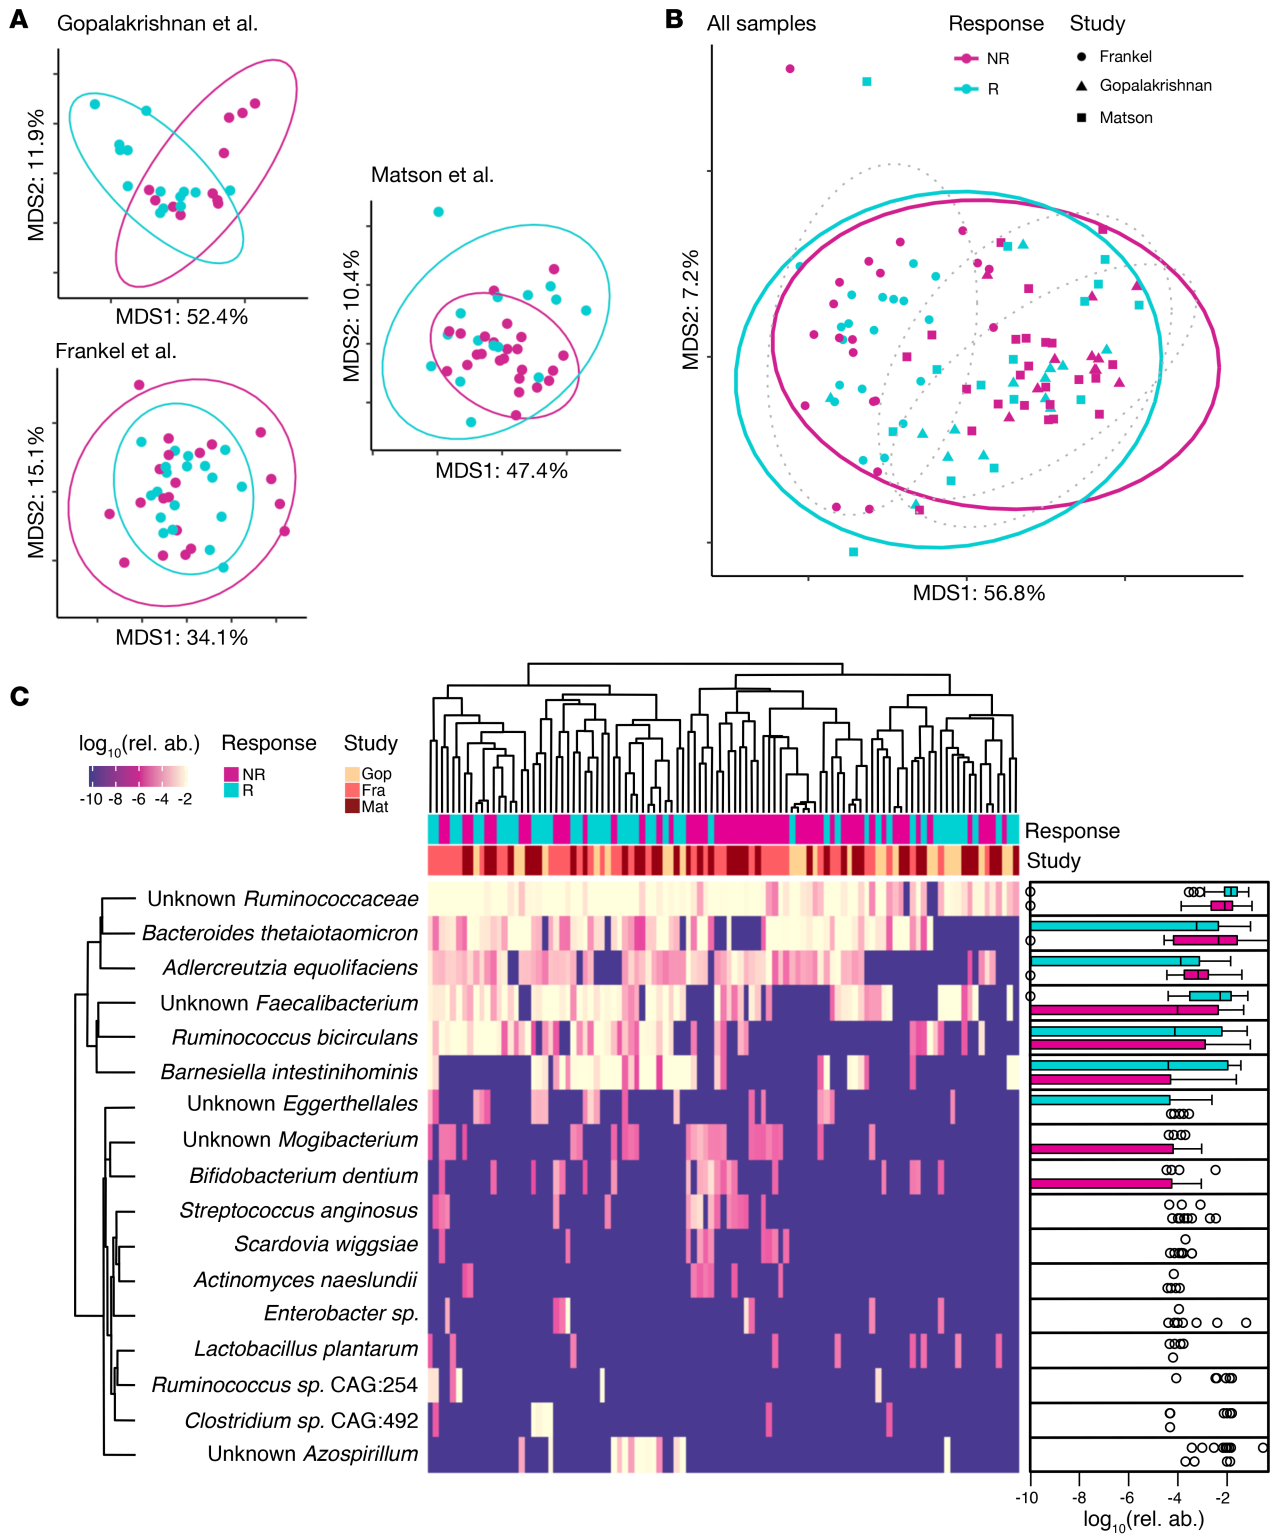 A
Gopalakrishnan et al.
MDS2: 11.9%
MDS1: 52.4%
Matson et al.
MDS2: 10.4%
MDS1: 47.4%
Frankel et al.
MDS2: 15.1%
MDS1: 34.1%
B
All samples
Response
NR
R
Study
Frankel
Gopalakrishnan
Matson
MDS2: 7.2%
MDS1: 56.8%
C
log10(rel. ab.)
-10 -8 -6 -4 -2
Response
NR
R
Study
Gop
Fra
Mat
Response
Study
Unknown Ruminococcaceae
Bacteroides thetaiotaomicron
Adlercreutzia equolifaciens
Unknown Faecalibacterium
Ruminococcus bicirculans
Barnesiella intestinihominis
Unknown Eggerthellales
Unknown Mogibacterium
Bifidobacterium dentium
Streptococcus anginosus
Scardovia wiggsiae
Actinomyces naeslundii
Enterobacter sp.
Lactobacillus plantarum
Ruminococcus sp. CAG:254
Clostridium sp. CAG:492
Unknown Azospirillum
-10 -8 -6 -4 -2
log10(rel. ab.)